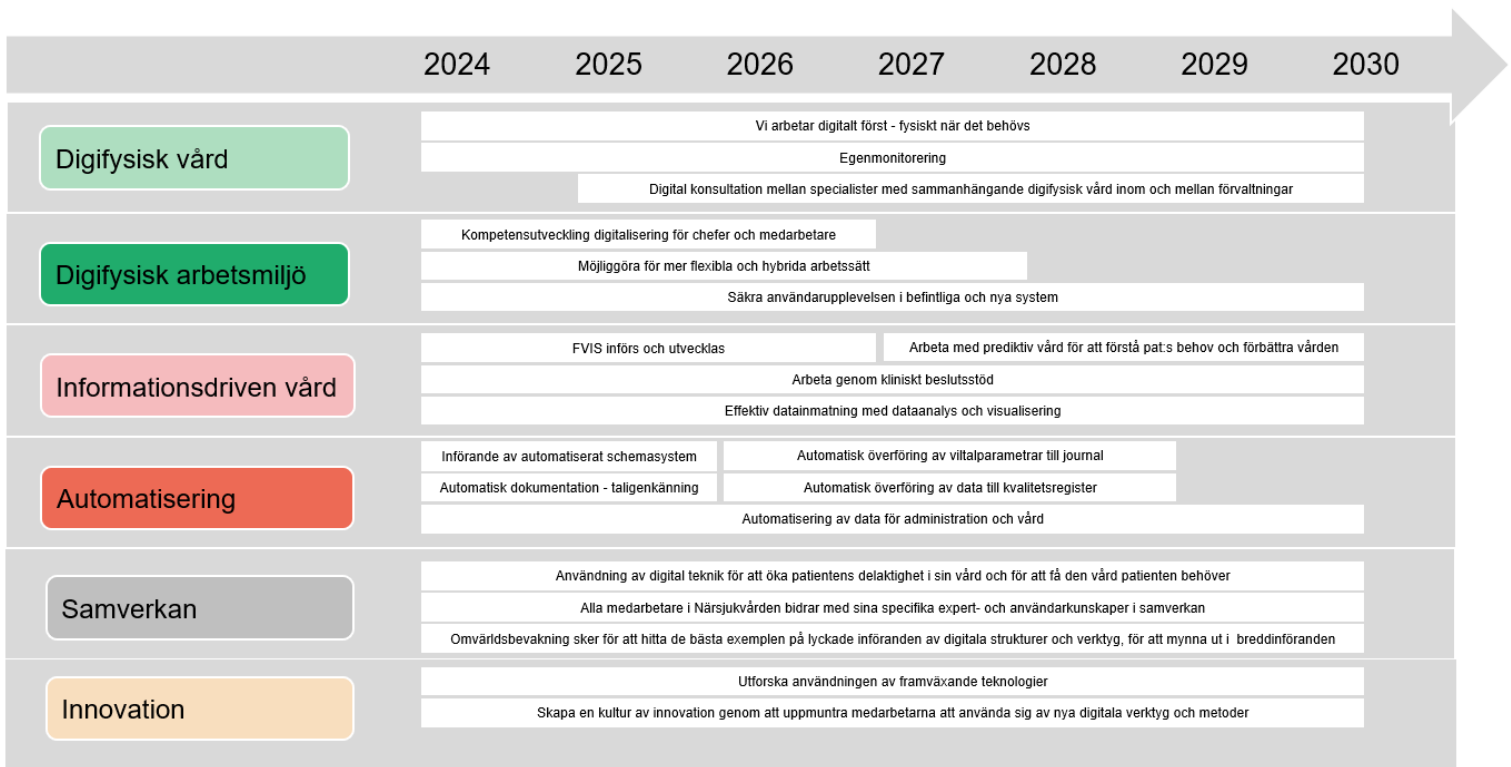 2024 2025 2026 2027 2028 2029 2030
Digifysisk vård
Vi arbetar digitalt först - fysiskt när det behövs
Egenmonitorering
Digital konsultation mellan specialister med sammanhängande digifysisk vård inom och mellan förvaltningar
Digifysisk arbetsmiljö
Kompetensutveckling digitalisering för chefer och medarbetare
Möjliggöra för mer flexibla och hybrida arbetssätt
Säkra användarupplevelsen i befintliga och nya system
Informationsdriven vård
FVIS införs och utvecklas
Arbeta med prediktiv vård för att förstå pat:s behov och förbättra vården
Arbeta genom kliniskt beslutsstöd
Effektiv datainmatning med dataanalys och visualisering
Automatisering
Införande av automatiserat schemasystem
Automatisk överföring av viltalparametrar till journal
Automatisk dokumentation - taligenkänning
Automatisk överföring av data till kvalitetsregister
Automatisering av data för administration och vård
Samverkan
Användning av digital teknik för att öka patientens delaktighet i sin vård och för att få den vård patienten behöver
Alla medarbetare i Närsjukvården bidrar med sina specifika expert- och användarkunskaper i samverkan
Omvärldsbevakning sker för att hitta de bästa exemplen på lyckade införanden av digitala strukturer och verktyg, för att mynna ut i breddinföranden
Innovation
Utforska användningen av framväxande teknologier
Skapa en kultur av innovation genom att uppmuntra medarbetarna att använda sig av nya digitala verktyg och metoder